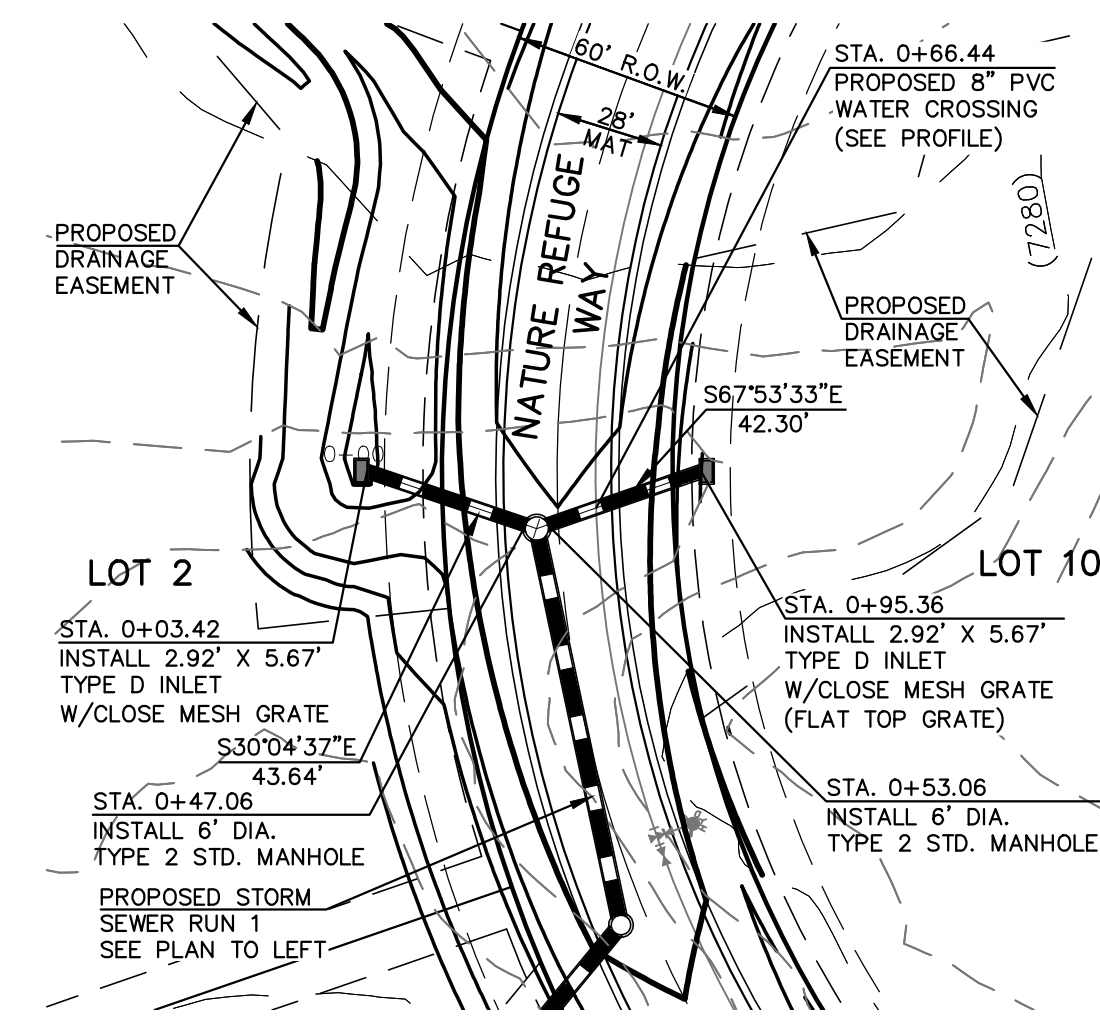 60' R.O.W.
28'
MAT
NATURE REFUGE
WAY
STA. 0+66.44
PROPOSED 8" PVC
WATER CROSSING
(SEE PROFILE)
(7280)
PROPOSED
DRAINAGE
EASEMENT
PROPOSED
DRAINAGE
EASEMENT
S67°53'33"E
42.30'
LOT 2
LOT 10
STA. 0+03.42
INSTALL 2.92' X 5.67'
TYPE D INLET
W/CLOSE MESH GRATE
STA. 0+95.36
INSTALL 2.92' X 5.67'
TYPE D INLET
W/CLOSE MESH GRATE
(FLAT TOP GRATE)
S30°04'37"E
43.64'
STA. 0+47.06
INSTALL 6' DIA.
TYPE 2 STD. MANHOLE
STA. 0+53.06
INSTALL 6' DIA.
TYPE 2 STD. MANHOLE
PROPOSED STORM
SEWER RUN 1
SEE PLAN TO LEFT